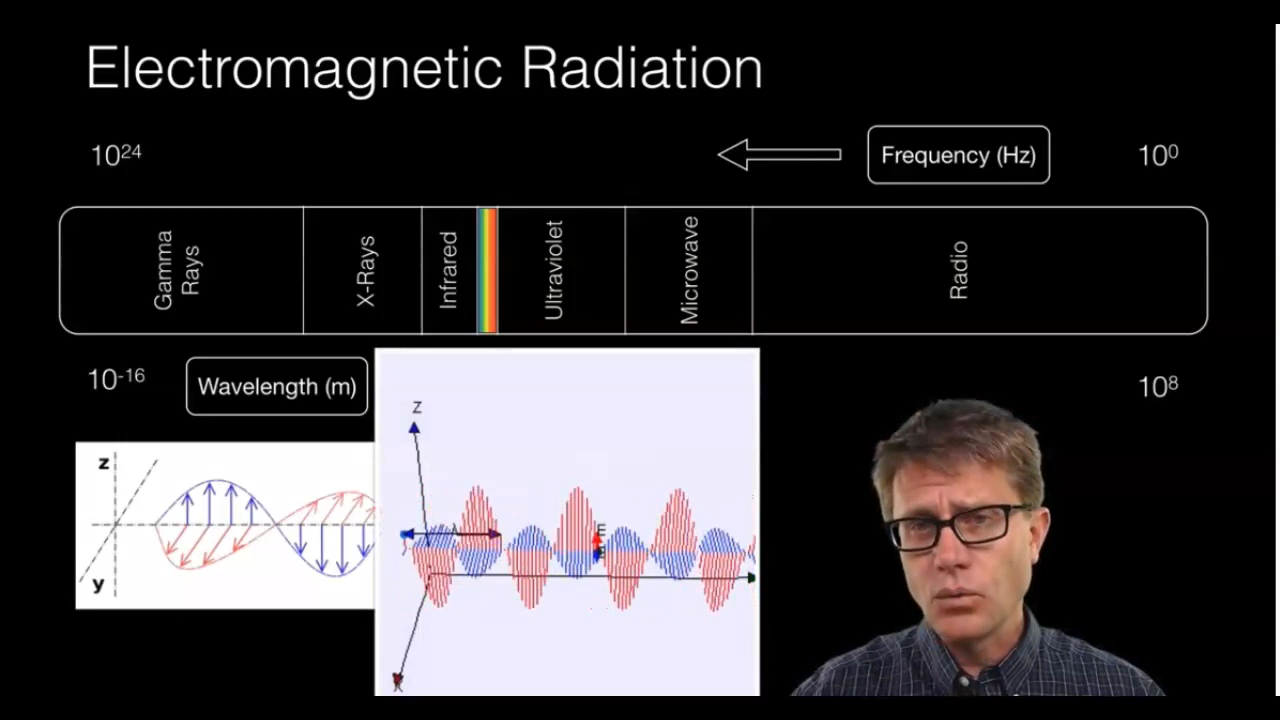 Electromagnetic Radiation
10²⁴
Frequency (Hz)
10⁰
Gamma
Rays
X-Rays
Infrared
Ultraviolet
Microwave
Radio
10⁻¹⁶
Wavelength (m)
10⁸
z
y
z
λ